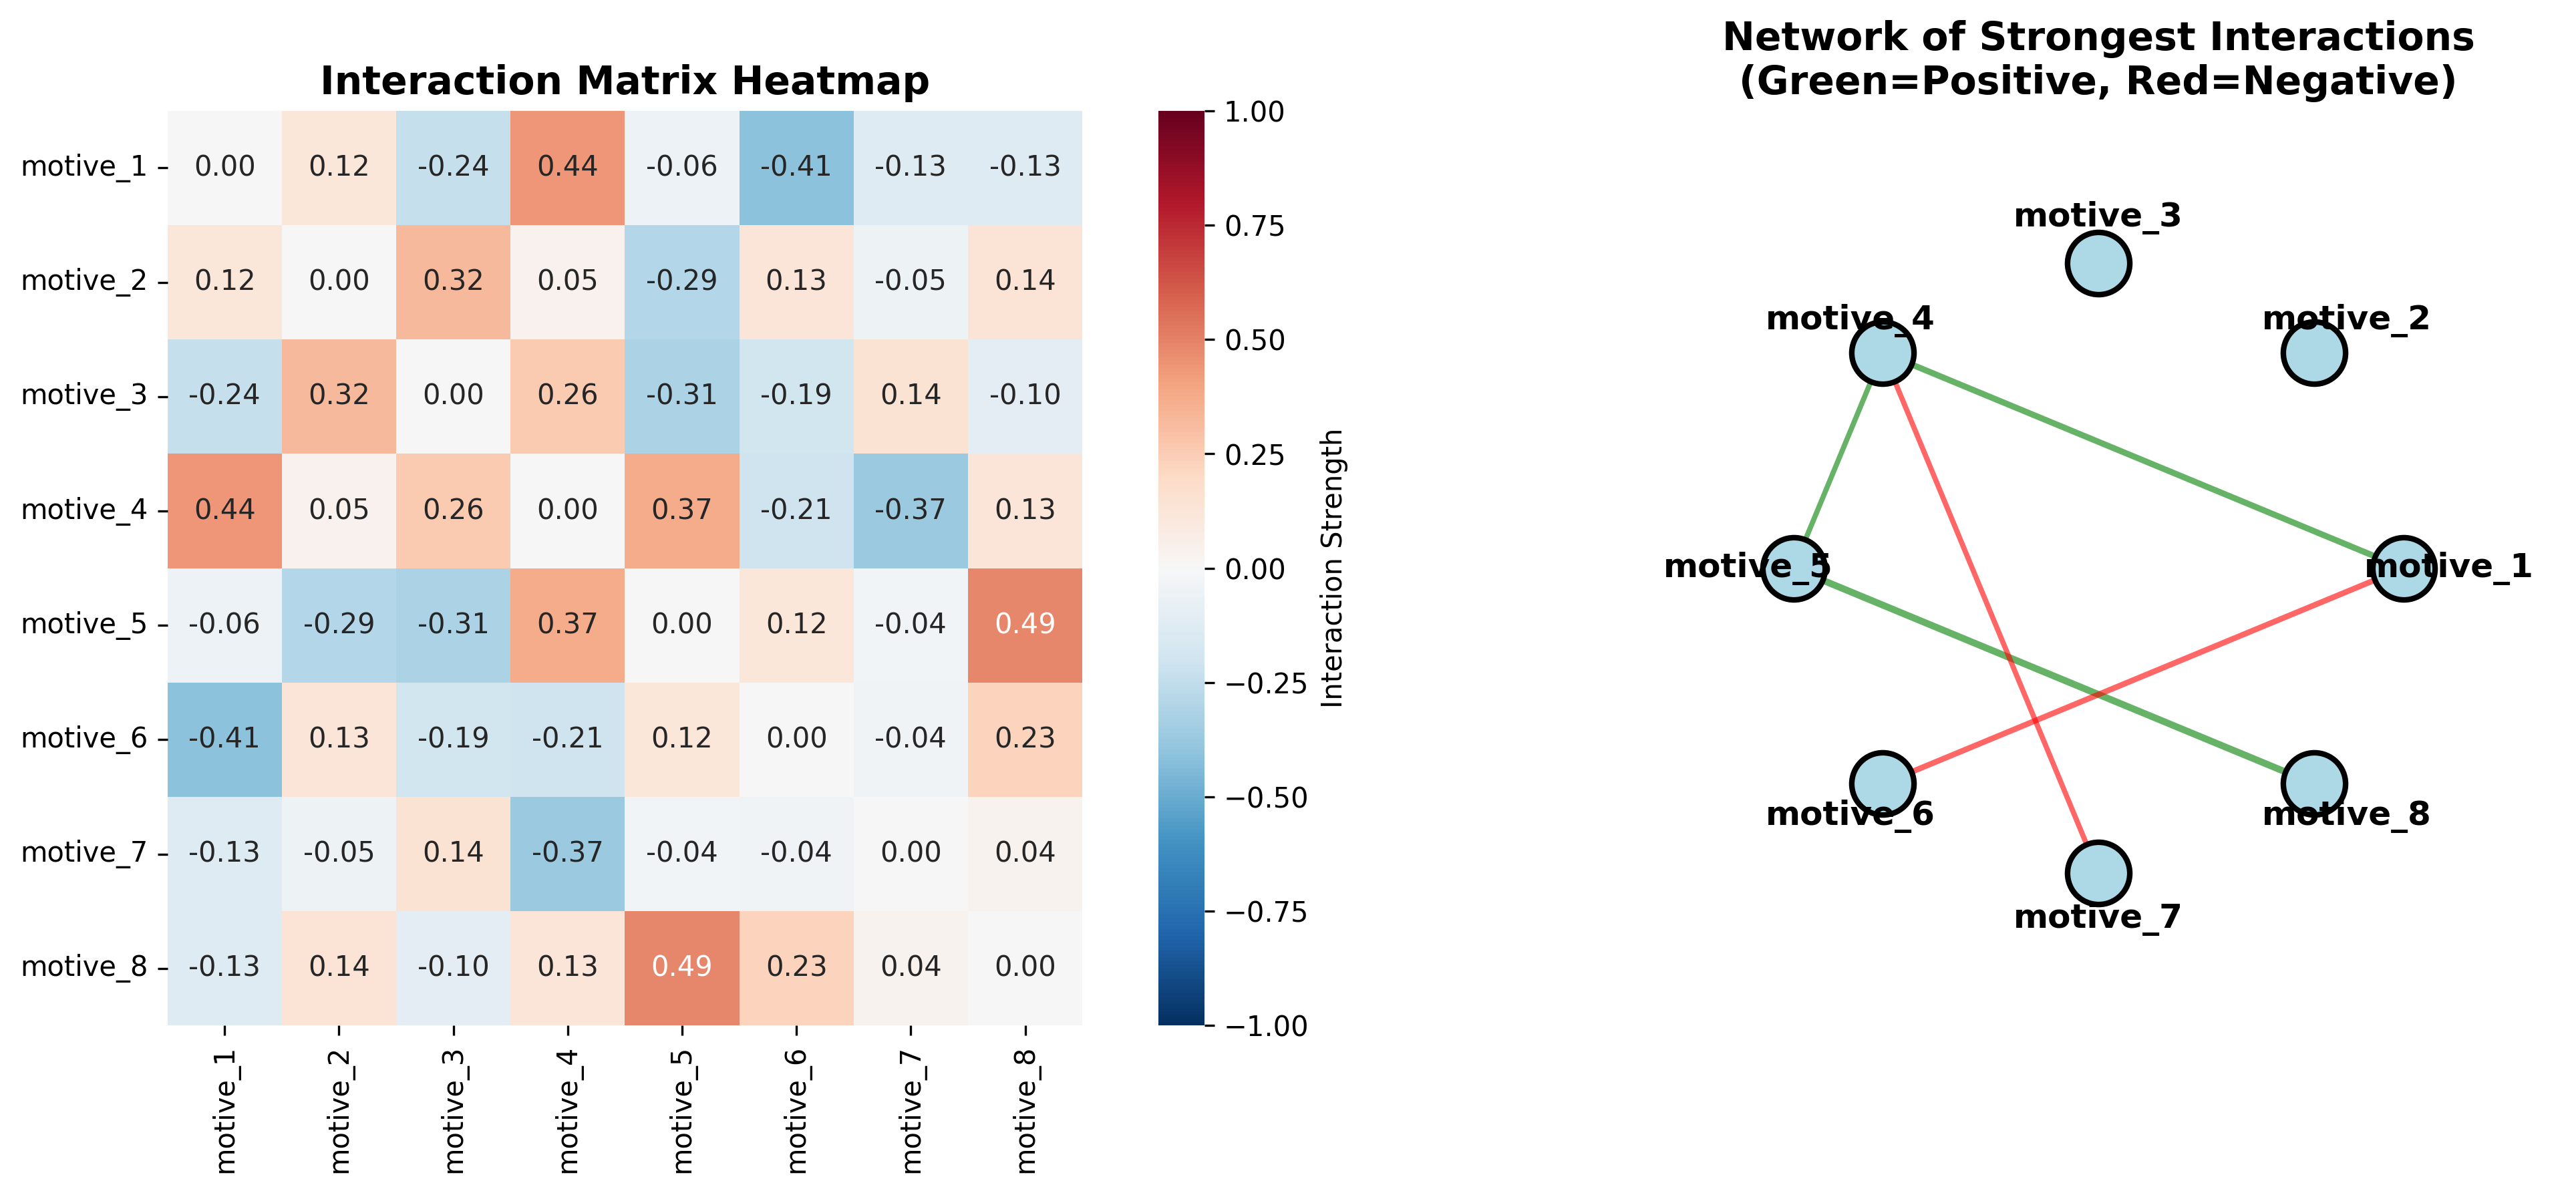 Interaction Matrix Heatmap
motive_1 0.00 0.12 -0.24 0.44 -0.06 -0.41 -0.13 -0.13
motive_2 0.12 0.00 0.32 0.05 -0.29 0.13 -0.05 0.14
motive_3 -0.24 0.32 0.00 0.26 -0.31 -0.19 0.14 -0.10
motive_4 0.44 0.05 0.26 0.00 0.37 -0.21 -0.37 0.13
motive_5 -0.06 -0.29 -0.31 0.37 0.00 0.12 -0.04 0.49
motive_6 -0.41 0.13 -0.19 -0.21 0.12 0.00 -0.04 0.23
motive_7 -0.13 -0.05 0.14 -0.37 -0.04 -0.04 0.00 0.04
motive_8 -0.13 0.14 -0.10 0.13 0.49 0.23 0.04 0.00
motive_1
motive_2
motive_3
motive_4
motive_5
motive_6
motive_7
motive_8
1.00
0.75
0.50
0.25
0.00
−0.25
−0.50
−0.75
−1.00
Interaction Strength
Network of Strongest Interactions
(Green=Positive, Red=Negative)
motive_3
motive_4
motive_2
motive_5
motive_1
motive_6
motive_8
motive_7